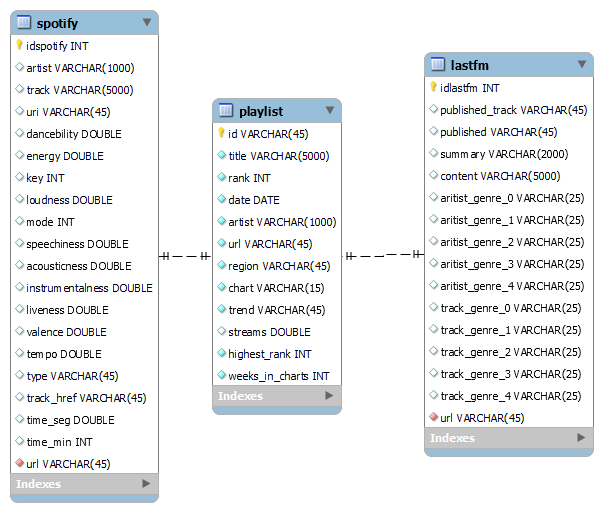 spotify
idspotify INT
artist VARCHAR(1000)
track VARCHAR(5000)
uri VARCHAR(45)
dancebility DOUBLE
energy DOUBLE
key INT
loudness DOUBLE
mode INT
speechiness DOUBLE
acousticness DOUBLE
instrumentalness DOUBLE
liveness DOUBLE
valence DOUBLE
tempo DOUBLE
type VARCHAR(45)
track_href VARCHAR(45)
time_seg DOUBLE
time_min INT
url VARCHAR(45)
Indexes
playlist
id VARCHAR(45)
title VARCHAR(5000)
rank INT
date DATE
artist VARCHAR(1000)
url VARCHAR(45)
region VARCHAR(45)
chart VARCHAR(15)
trend VARCHAR(45)
streams DOUBLE
highest_rank INT
weeks_in_charts INT
Indexes
lastfm
idlastfm INT
published_track VARCHAR(45)
published VARCHAR(45)
summary VARCHAR(2000)
content VARCHAR(5000)
aritist_genre_0 VARCHAR(25)
aritist_genre_1 VARCHAR(25)
aritist_genre_2 VARCHAR(25)
aritist_genre_3 VARCHAR(25)
aritist_genre_4 VARCHAR(25)
track_genre_0 VARCHAR(25)
track_genre_1 VARCHAR(25)
track_genre_2 VARCHAR(25)
track_genre_3 VARCHAR(25)
track_genre_4 VARCHAR(25)
url VARCHAR(45)
Indexes